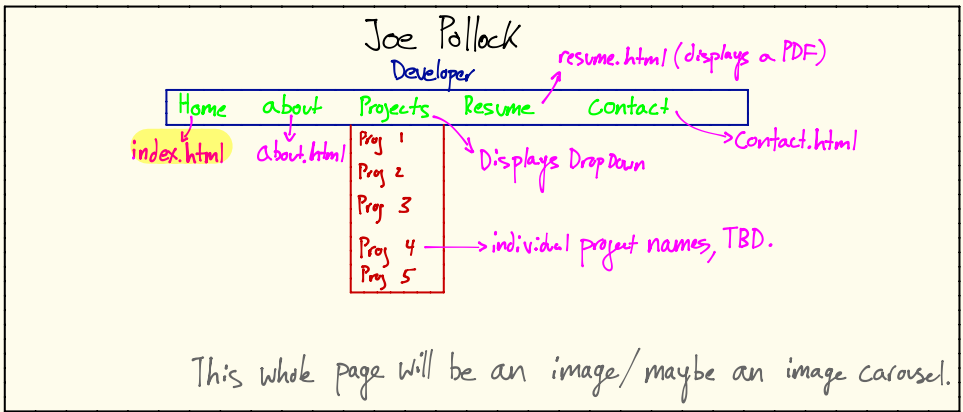 Joe Pollock
Developer
resume.html (displays a PDF)
Home about Projects Resume Contact
index.html
about.html
Contact.html
Proj 1
Displays DropDown
Proj 2
Proj 3
Proj 4
individual project names, TBD.
Proj 5
This whole page will be an image/maybe an image carousel.